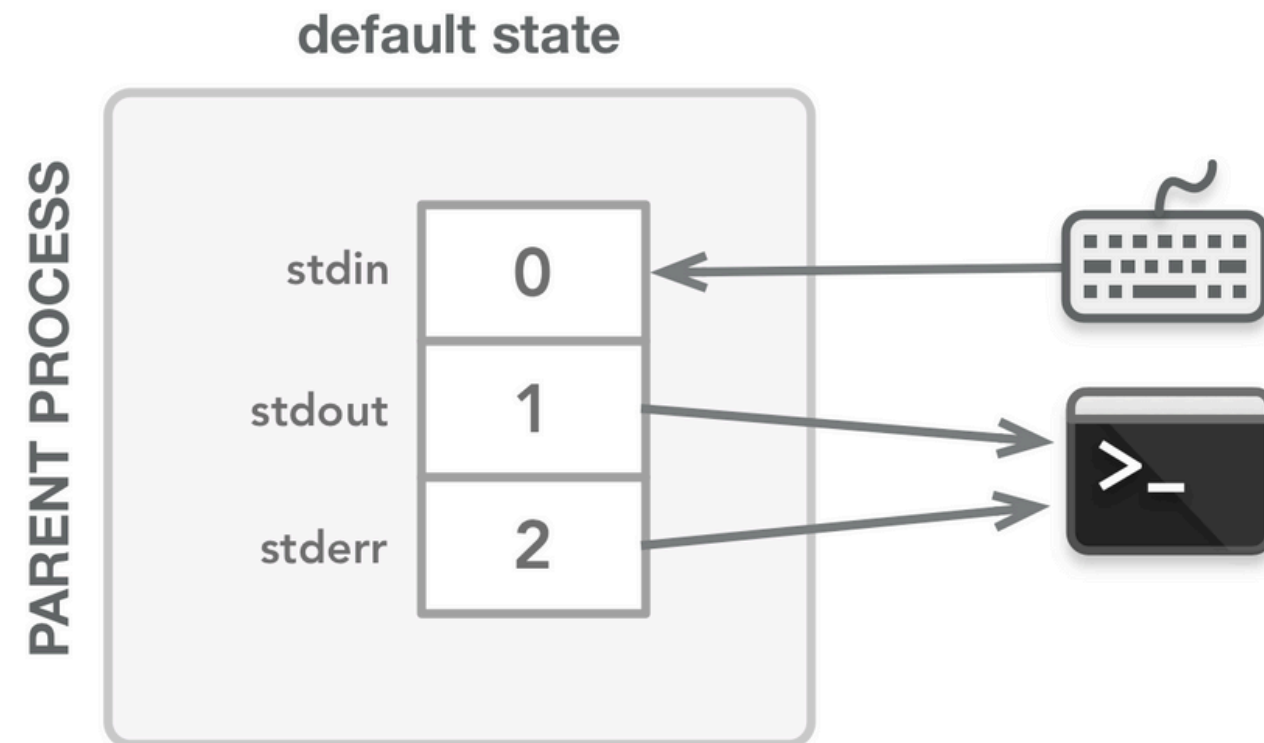 default state
PARENT PROCESS
stdin 0
stdout 1
stderr 2
>_